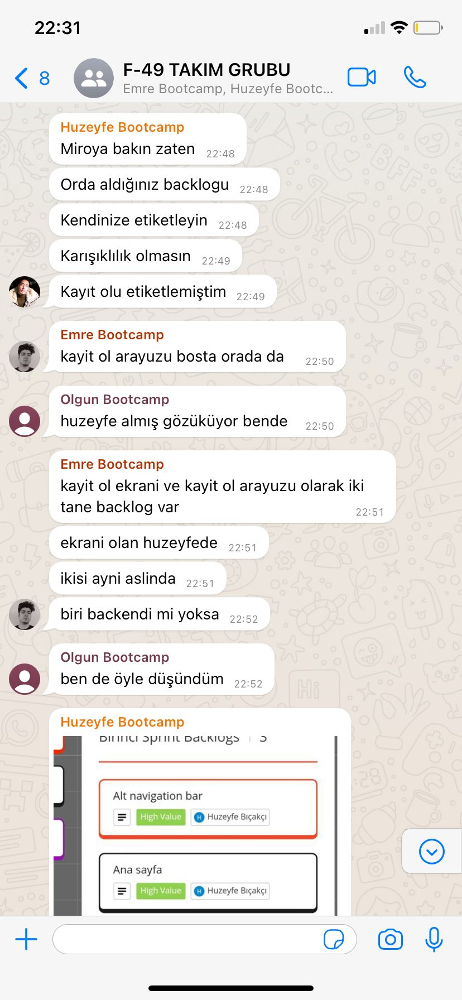 22:31
8
F-49 TAKIM GRUBU
Emre Bootcamp, Huzeyfe Bootc...
Huzeyfe Bootcamp
Miroya bakın zaten 22:48
Orda aldığınız backlogu 22:48
Kendinize etiketleyin 22:48
Karışıklılık olmasın 22:49
Kayıt olu etiketlemiştim 22:49
Emre Bootcamp
kayit ol arayuzu bosta orada da 22:50
Olgun Bootcamp
huzeyfe almış gözüküyor bende 22:50
Emre Bootcamp
kayit ol ekrani ve kayit ol arayuzu olarak iki
tane backlog var 22:51
ekrani olan huzeyfede 22:51
ikisi ayni aslinda 22:51
biri backendi mi yoksa 22:52
Olgun Bootcamp
ben de öyle düşündüm 22:52
Huzeyfe Bootcamp
Birinci Sprint Backlogs 3
Alt navigation bar
High Value H Huzeyfe Bıçakçı
Ana sayfa
High Value H Huzeyfe Bıçakçı